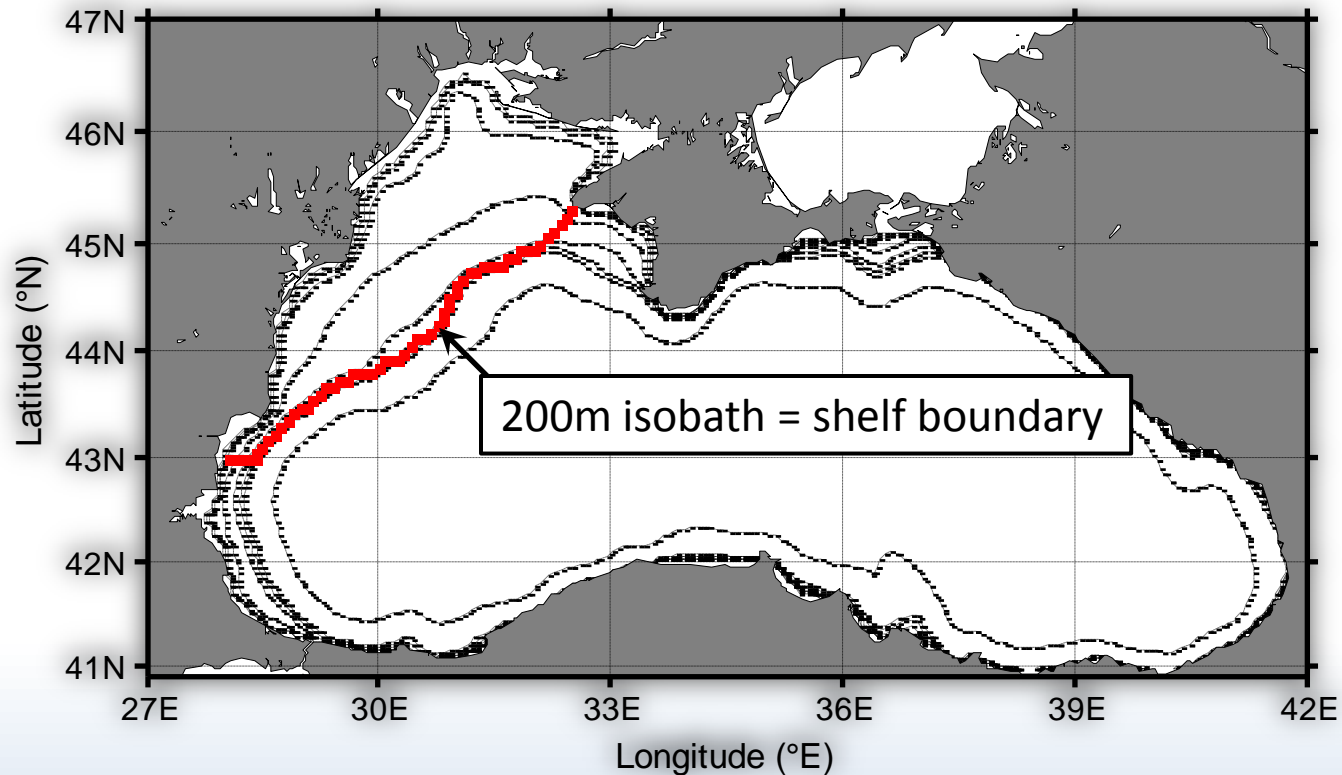 47N
46N
45N
44N
43N
42N
41N
Latitude (°N)
200m isobath = shelf boundary
27E 30E 33E 36E 39E 42E
Longitude (°E)